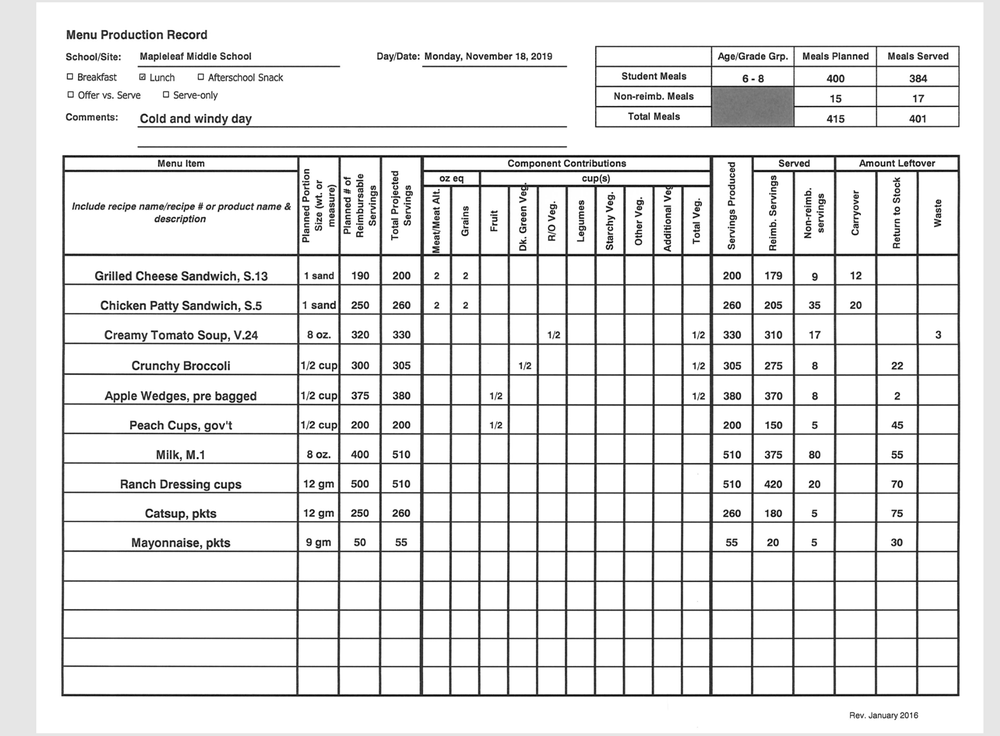 Menu Production Record
School/Site: Mapleleaf Middle School Day/Date: Monday, November 18, 2019
☐ Breakfast ☑ Lunch ☐ Afterschool Snack
☐ Offer vs. Serve ☐ Serve-only
Comments: Cold and windy day
Age/Grade Grp. Meals Planned Meals Served
Student Meals 6 - 8 400 384
Non-reimb. Meals 15 17
Total Meals 415 401
Menu Item
Include recipe name/recipe # or product name &
description
Planned Portion
Size (wt. or
measure)
Planned # of
Reimbursable
Servings
Total Projected
Servings
Component Contributions
oz eq cup(s)
Meat/Meat Alt.
Grains
Fruit
Dk. Green Veg.
R/O Veg.
Legumes
Starchy Veg.
Other Veg.
Additional Veg
Total Veg.
Servings Produced
Served
Reimb. Servings
Non-reimb.
servings
Amount Leftover
Carryover
Return to Stock
Waste
Grilled Cheese Sandwich, S.13 1 sand 190 200 2 2 200 179 9 12
Chicken Patty Sandwich, S.5 1 sand 250 260 2 2 260 205 35 20
Creamy Tomato Soup, V.24 8 oz. 320 330 1/2 1/2 330 310 17 3
Crunchy Broccoli 1/2 cup 300 305 1/2 1/2 305 275 8 22
Apple Wedges, pre bagged 1/2 cup 375 380 1/2 1/2 380 370 8 2
Peach Cups, gov't 1/2 cup 200 200 1/2 200 150 5 45
Milk, M.1 8 oz. 400 510 510 375 80 55
Ranch Dressing cups 12 gm 500 510 510 420 20 70
Catsup, pkts 12 gm 250 260 260 180 5 75
Mayonnaise, pkts 9 gm 50 55 55 20 5 30
Rev. January 2016